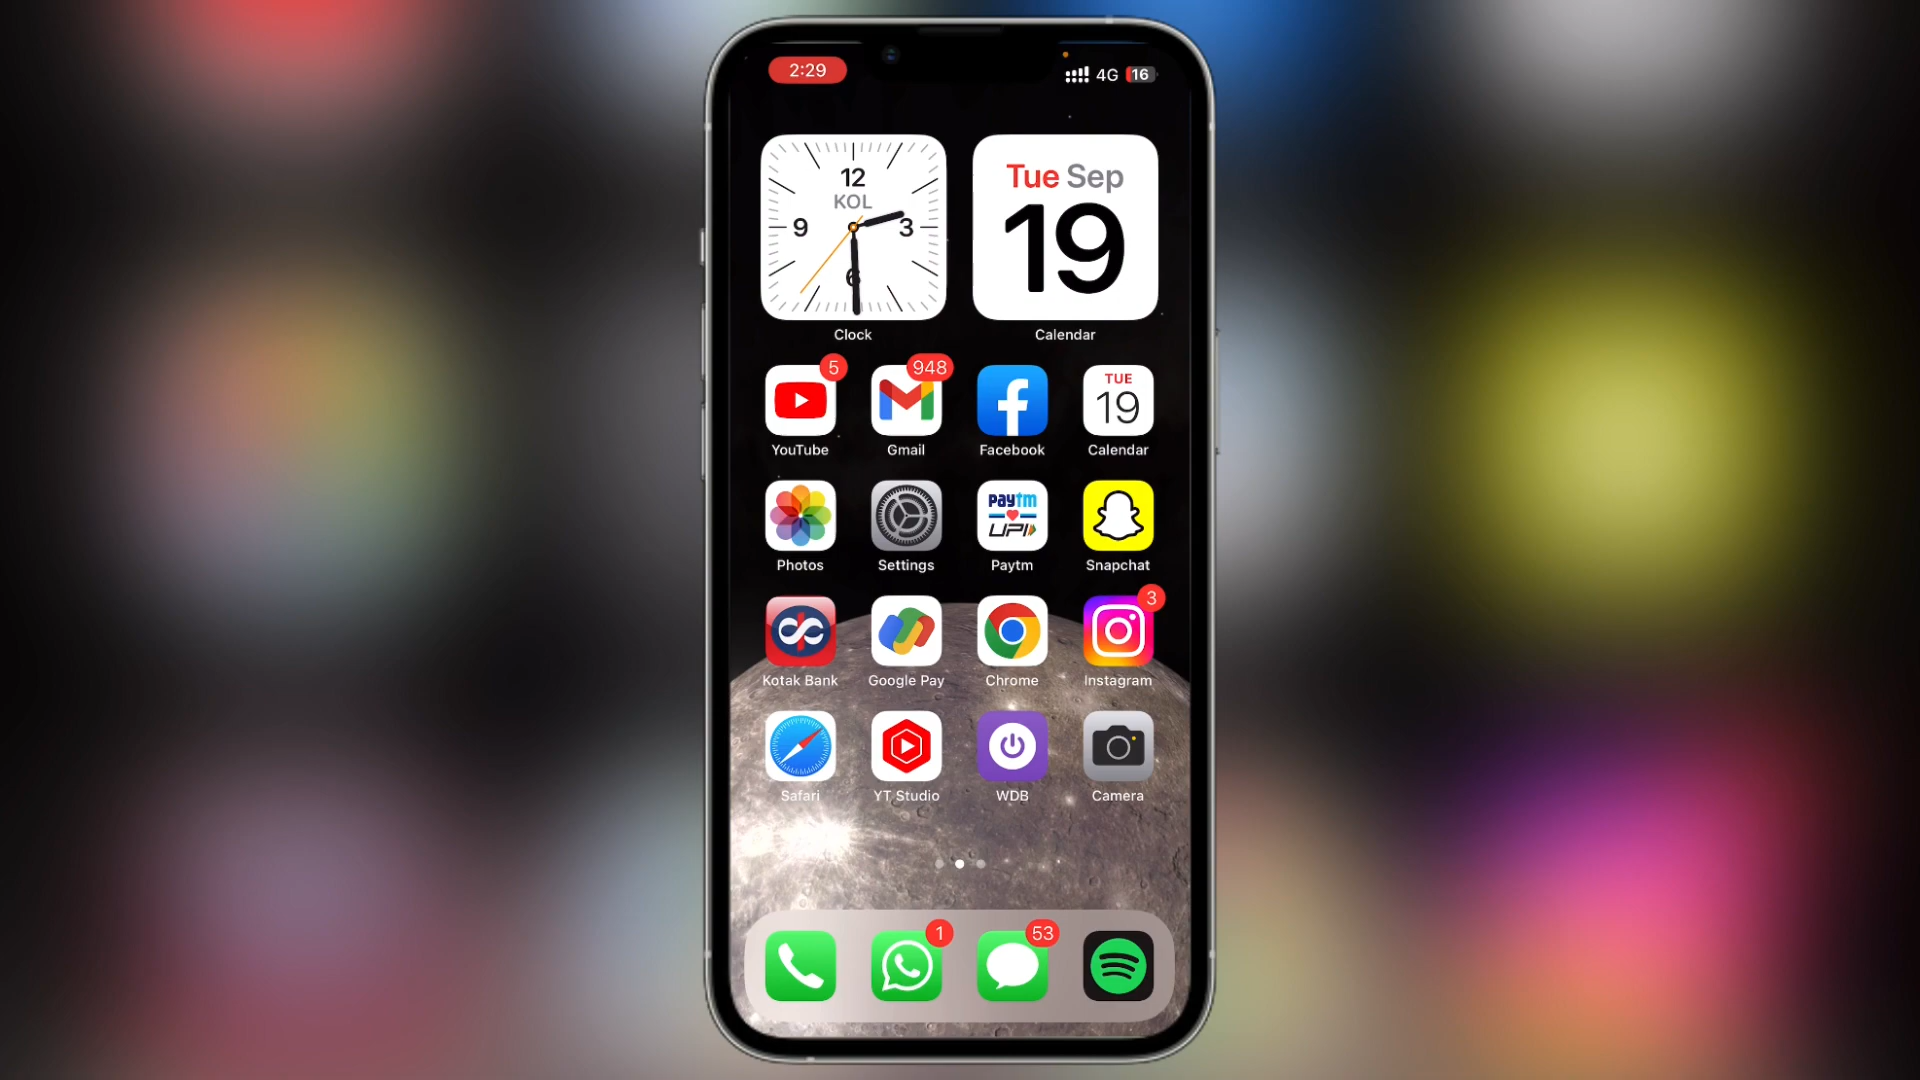 2:29
4G 16
12
KOL
9
3
6
Clock
Tue Sep
19
Calendar
5
948
YouTube
Gmail
Facebook
TUE
19
Calendar
Photos
Settings
paytm
UPI
Paytm
Snapchat
3
Kotak Bank
Google Pay
Chrome
Instagram
Safari
YT Studio
WDB
Camera
1
53